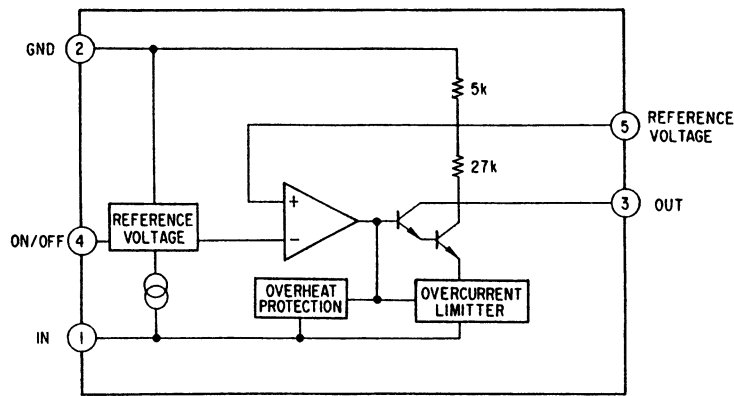 GND 2
5k
5 REFERENCE
VOLTAGE
27k
+
3 OUT
REFERENCE
VOLTAGE
ON/OFF 4
−
OVERHEAT
PROTECTION
OVERCURRENT
LIMITTER
IN 1